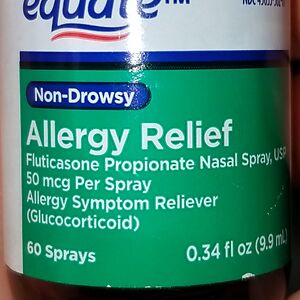 equate™
Non-Drowsy
Allergy Relief
Fluticasone Propionate Nasal Spray, USP
50 mcg Per Spray
Allergy Symptom Reliever
(Glucocorticoid)
60 Sprays
0.34 fl oz (9.9 mL)